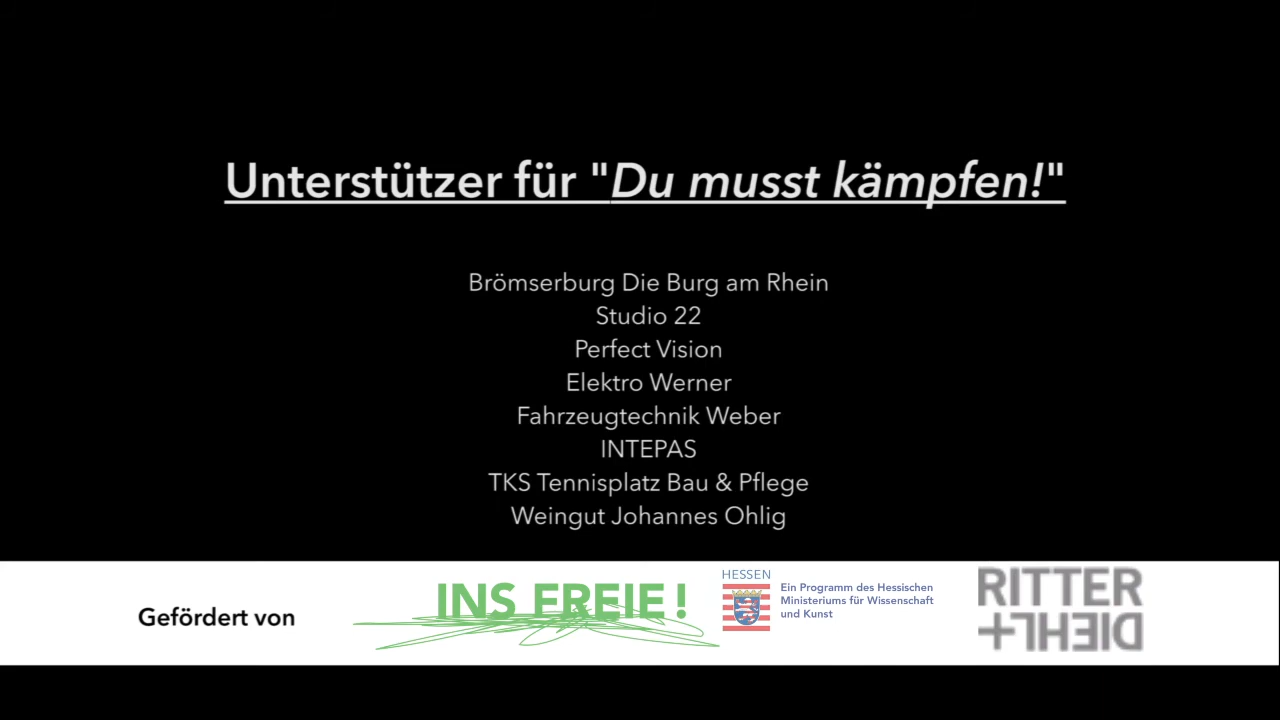 Unterstützer für "Du musst kämpfen!"
Brömserburg Die Burg am Rhein
Studio 22
Perfect Vision
Elektro Werner
Fahrzeugtechnik Weber
INTEPAS
TKS Tennisplatz Bau & Pflege
Weingut Johannes Ohlig
Gefördert von
INS FREIE!
HESSEN
Ein Programm des Hessischen
Ministeriums für Wissenschaft
und Kunst
RITTER
+DIEHL